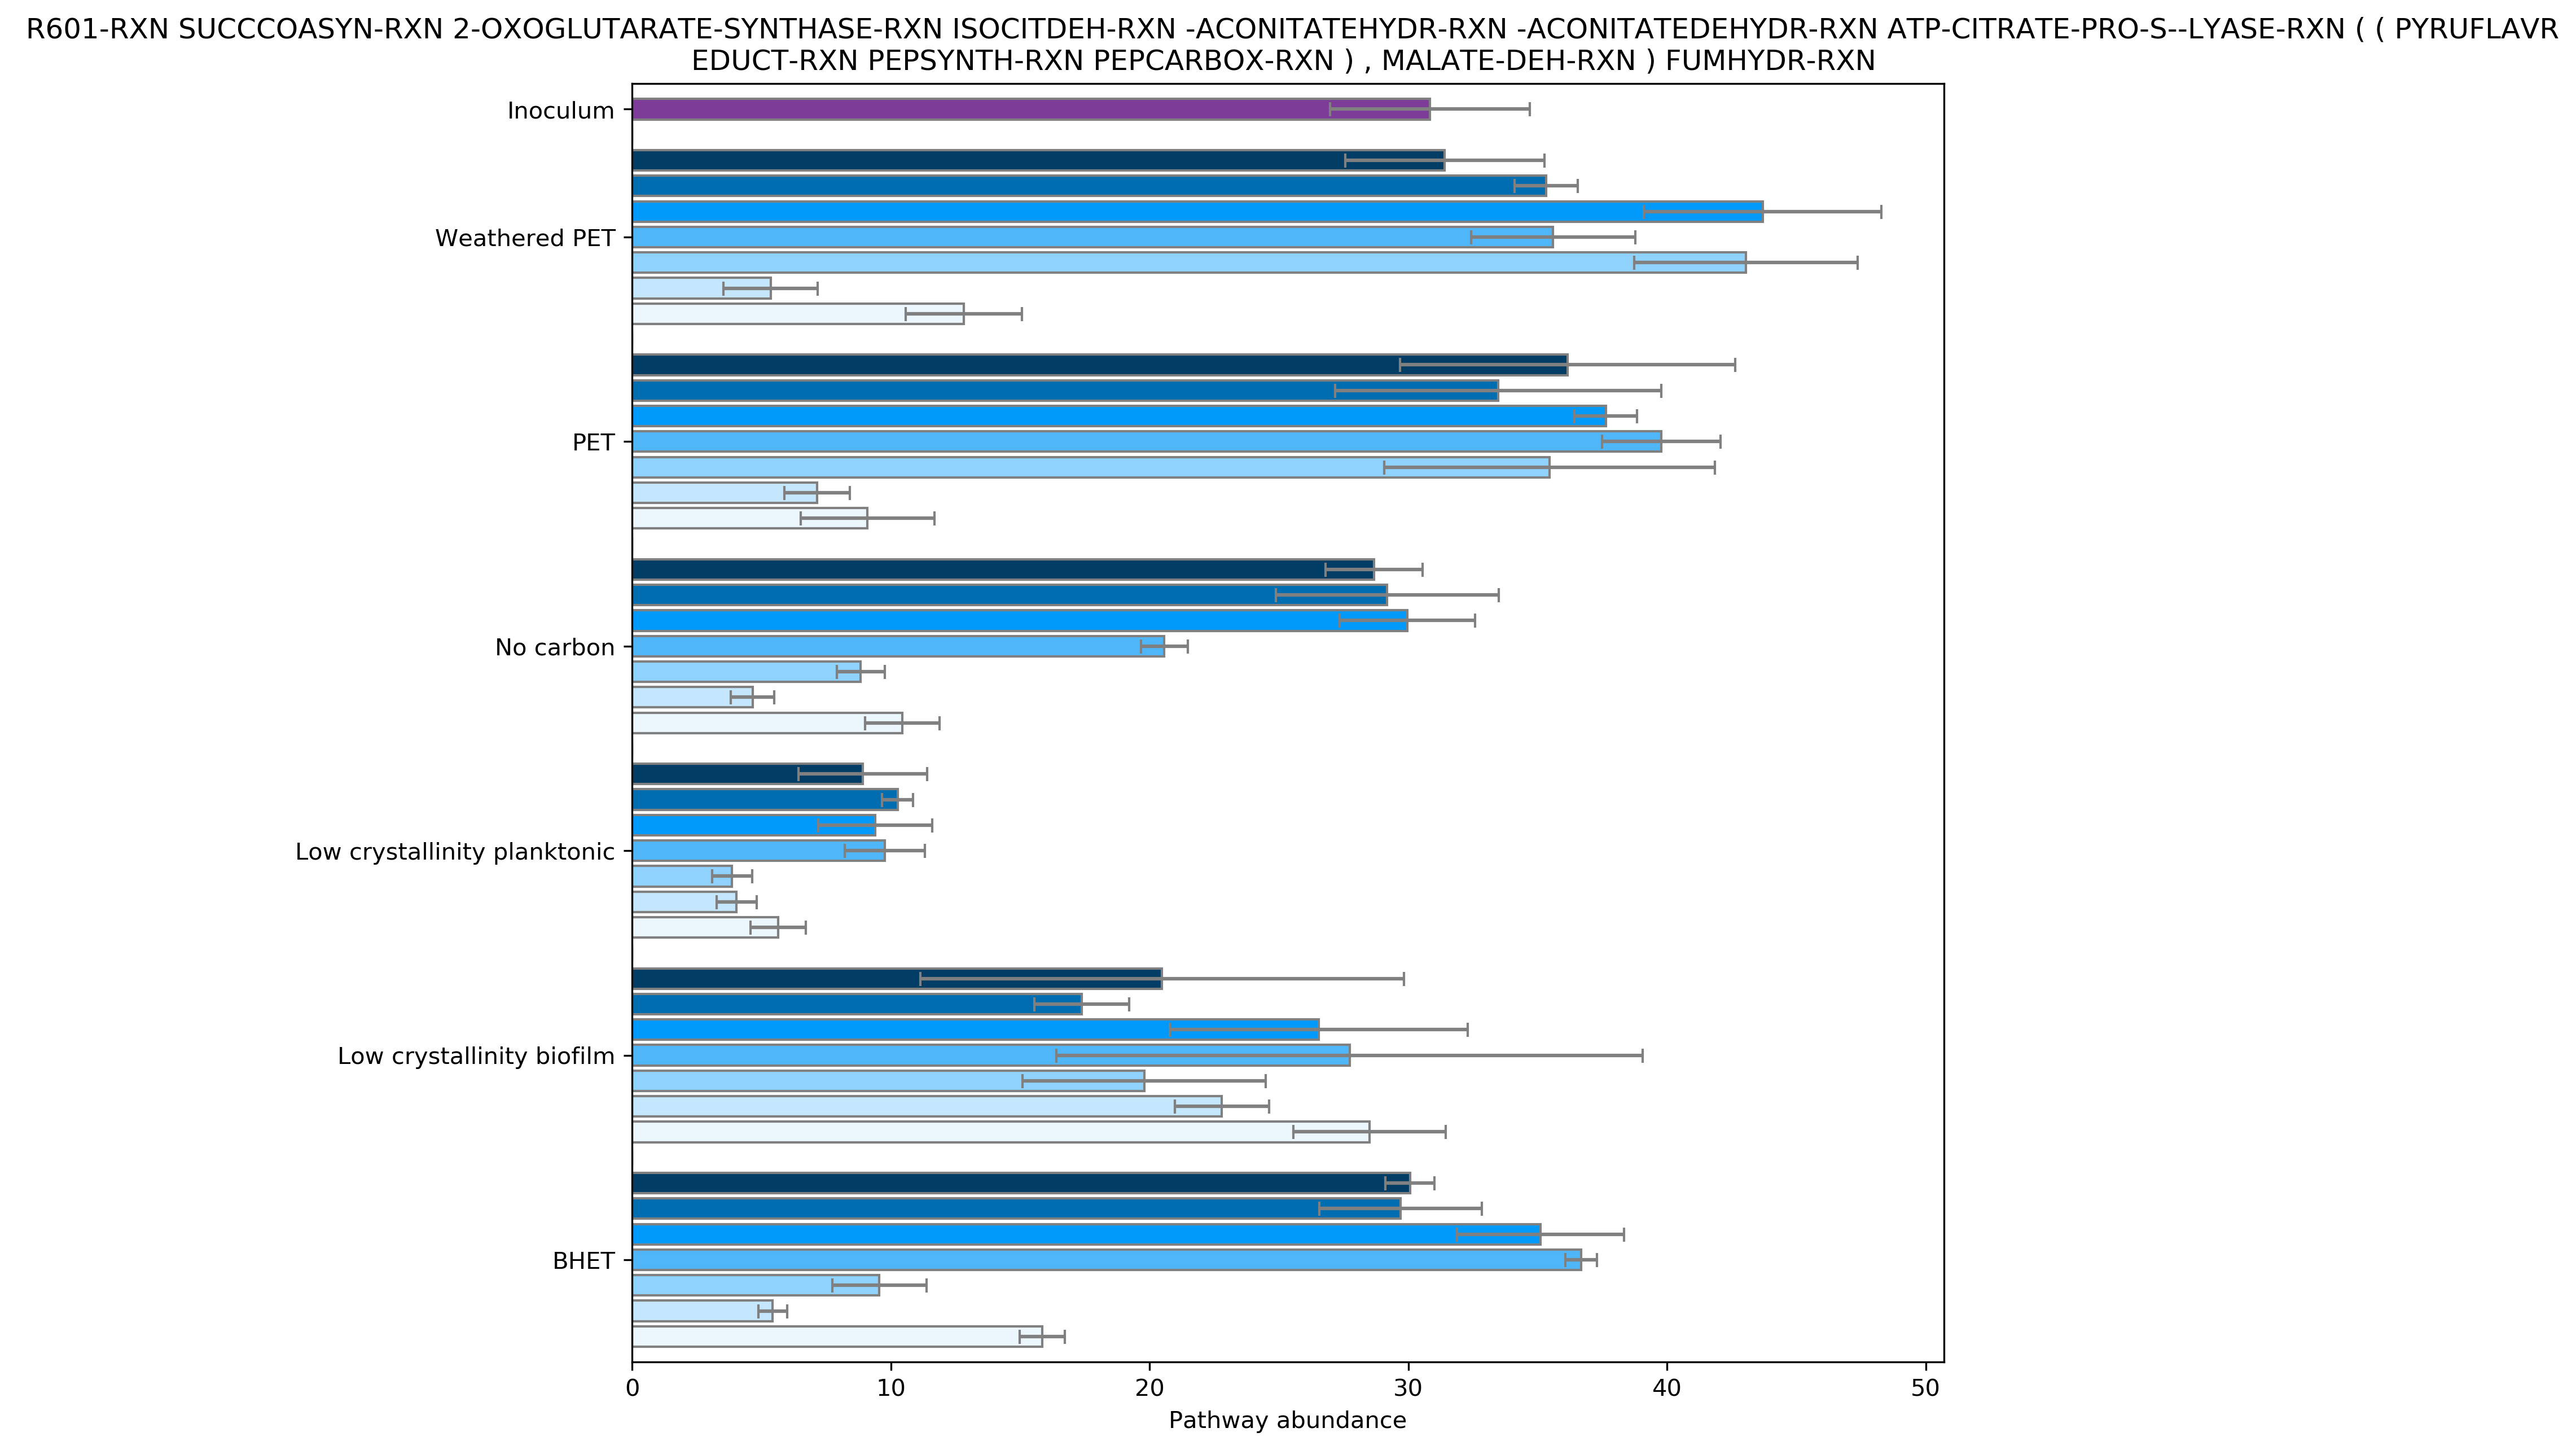 R601-RXN SUCCCOASYN-RXN 2-OXOGLUTARATE-SYNTHASE-RXN ISOCITDEH-RXN -ACONITATEHYDR-RXN -ACONITATEDEHYDR-RXN ATP-CITRATE-PRO-S--LYASE-RXN ( ( PYRUFLAVR
EDUCT-RXN PEPSYNTH-RXN PEPCARBOX-RXN ) , MALATE-DEH-RXN ) FUMHYDR-RXN
Inoculum
Weathered PET
PET
No carbon
Low crystallinity planktonic
Low crystallinity biofilm
BHET
0 10 20 30 40 50
Pathway abundance